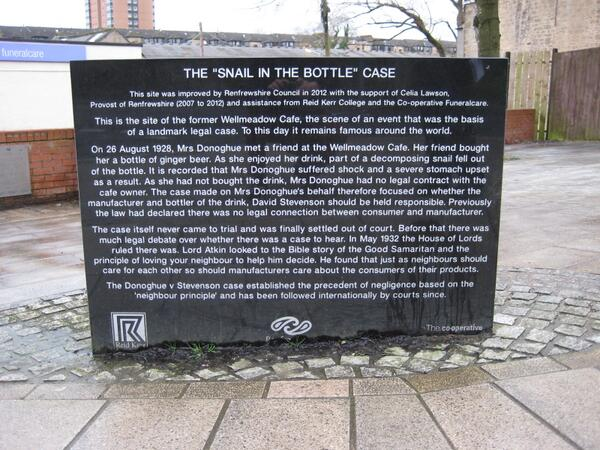 funeralcare
THE "SNAIL IN THE BOTTLE" CASE
This site was improved by Renfrewshire Council in 2012 with the support of Celia Lawson,
Provost of Renfrewshire (2007 to 2012) and assistance from Reid Kerr College and the Co-operative Funeralcare.
This is the site of the former Wellmeadow Cafe, the scene of an event that was the basis
of a landmark legal case. To this day it remains famous around the world.
On 26 August 1928, Mrs Donoghue met a friend at the Wellmeadow Cafe. Her friend bought
her a bottle of ginger beer. As she enjoyed her drink, part of a decomposing snail fell out
of the bottle. It is recorded that Mrs Donoghue suffered shock and a severe stomach upset
as a result. As she had not bought the drink, Mrs Donoghue had no legal contract with the
cafe owner. The case made on Mrs Donoghue's behalf therefore focused on whether the
manufacturer and bottler of the drink, David Stevenson should be held responsible. Previously
the law had declared there was no legal connection between consumer and manufacturer.
The case itself never came to trial and was finally settled out of court. Before that there was
much legal debate over whether there was a case to hear. In May 1932 the House of Lords
ruled there was. Lord Atkin looked to the Bible story of the Good Samaritan and the
principle of loving your neighbour to help him decide. He found that just as neighbours should
care for each other so should manufacturers care about the consumers of their products.
The Donoghue v Stevenson case established the precedent of negligence based on the
'neighbour principle' and has been followed internationally by courts since.
Reid Kerr
The co-operative